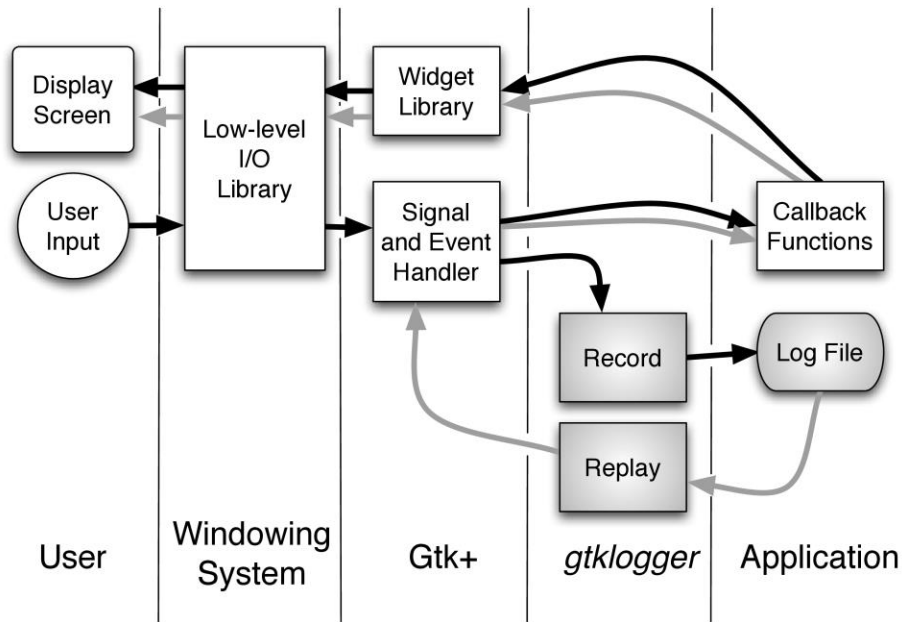 Display
Screen
User
Input
Low-level
I/O
Library
Widget
Library
Signal
and Event
Handler
Callback
Functions
Record
Log File
Replay
User
Windowing
System
Gtk+
gtklogger
Application